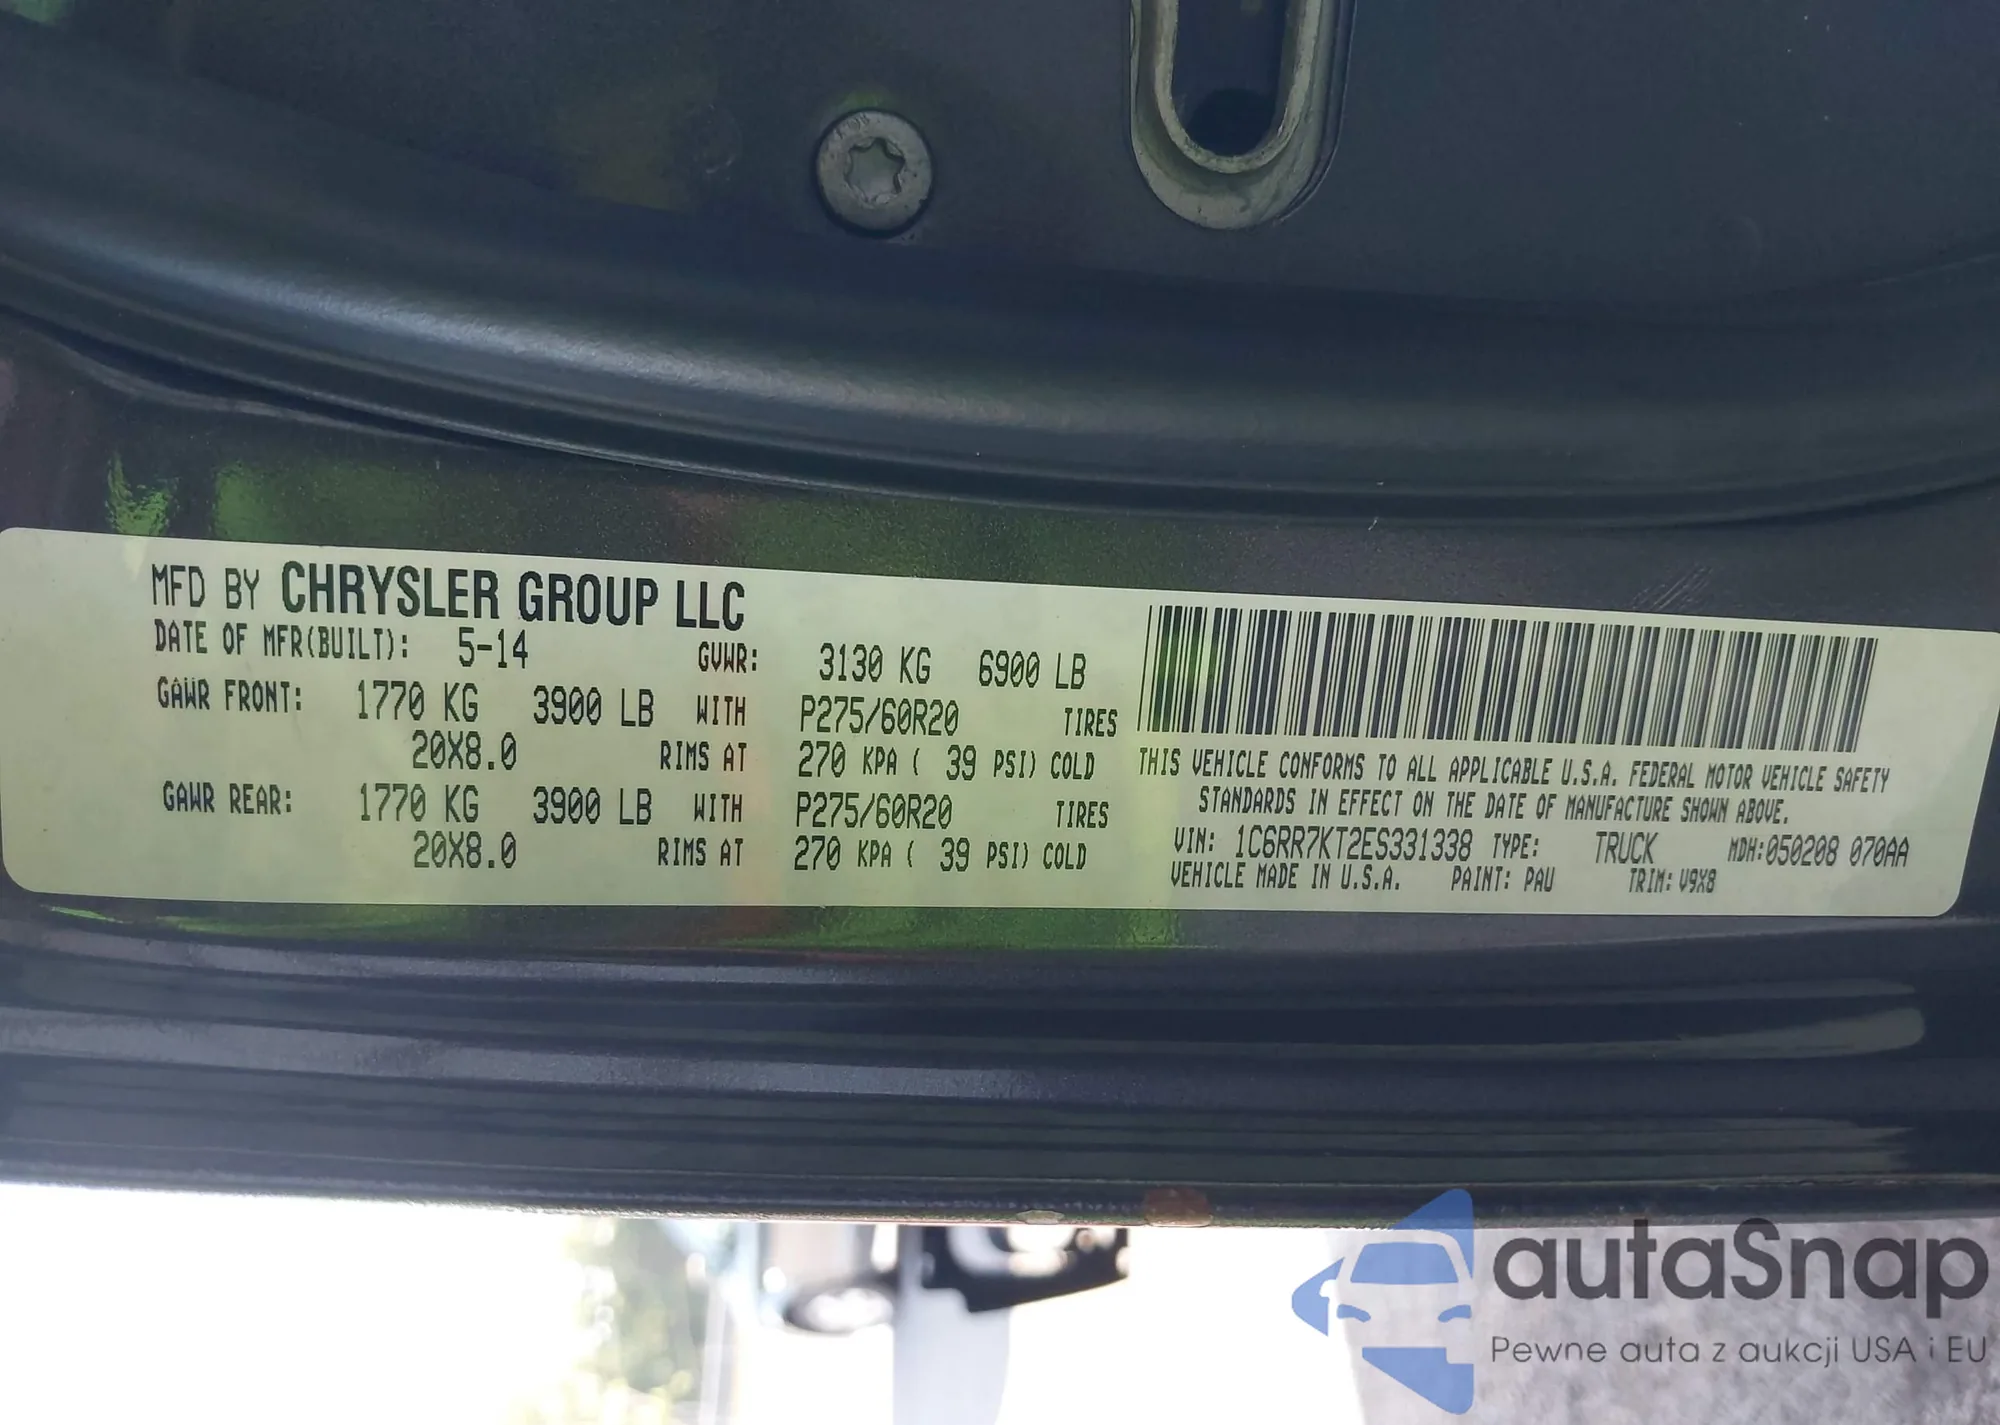 MFD BY CHRYSLER GROUP LLC
DATE OF MFR(BUILT): 5-14 GVWR: 3130 KG 6900 LB
GAWR FRONT: 1770 KG 3900 LB WITH P275/60R20 TIRES
20X8.0 RIMS AT 270 KPA ( 39 PSI) COLD
GAWR REAR: 1770 KG 3900 LB WITH P275/60R20 TIRES
20X8.0 RIMS AT 270 KPA ( 39 PSI) COLD
THIS VEHICLE CONFORMS TO ALL APPLICABLE U.S.A. FEDERAL MOTOR VEHICLE SAFETY
STANDARDS IN EFFECT ON THE DATE OF MANUFACTURE SHOWN ABOVE.
VIN: 1C6RR7KT2ES331338 TYPE: TRUCK MDH:050208 070AA
VEHICLE MADE IN U.S.A. PAINT: PAU TRIM: V9X8
autaSnap
Pewne auta z aukcji USA i EU